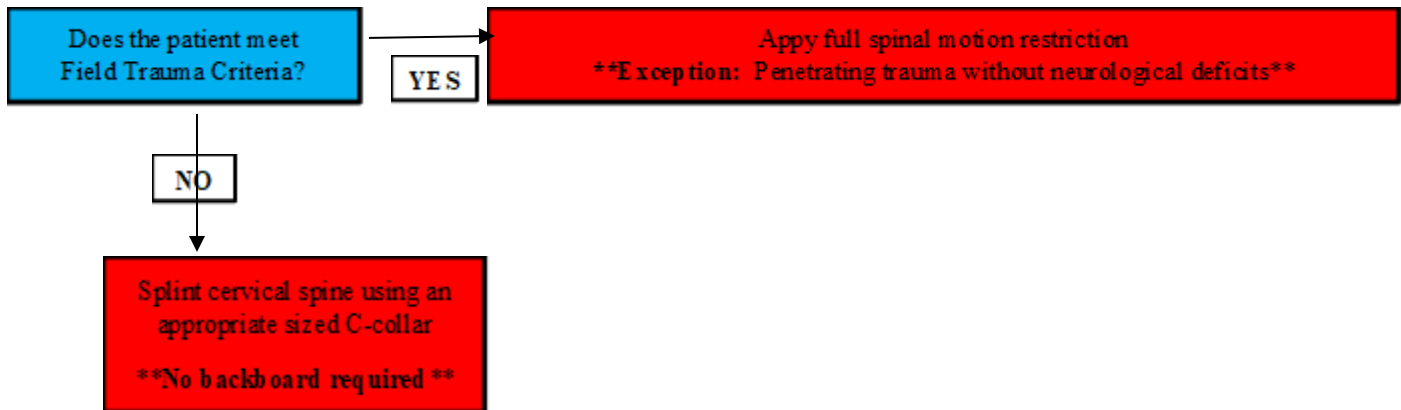 Does the patient meet
Field Trauma Criteria?
YES
Appy full spinal motion restriction
**Exception: Penetrating trauma without neurological deficits**
NO
Splint cervical spine using an
appropriate sized C-collar
**No backboard required **